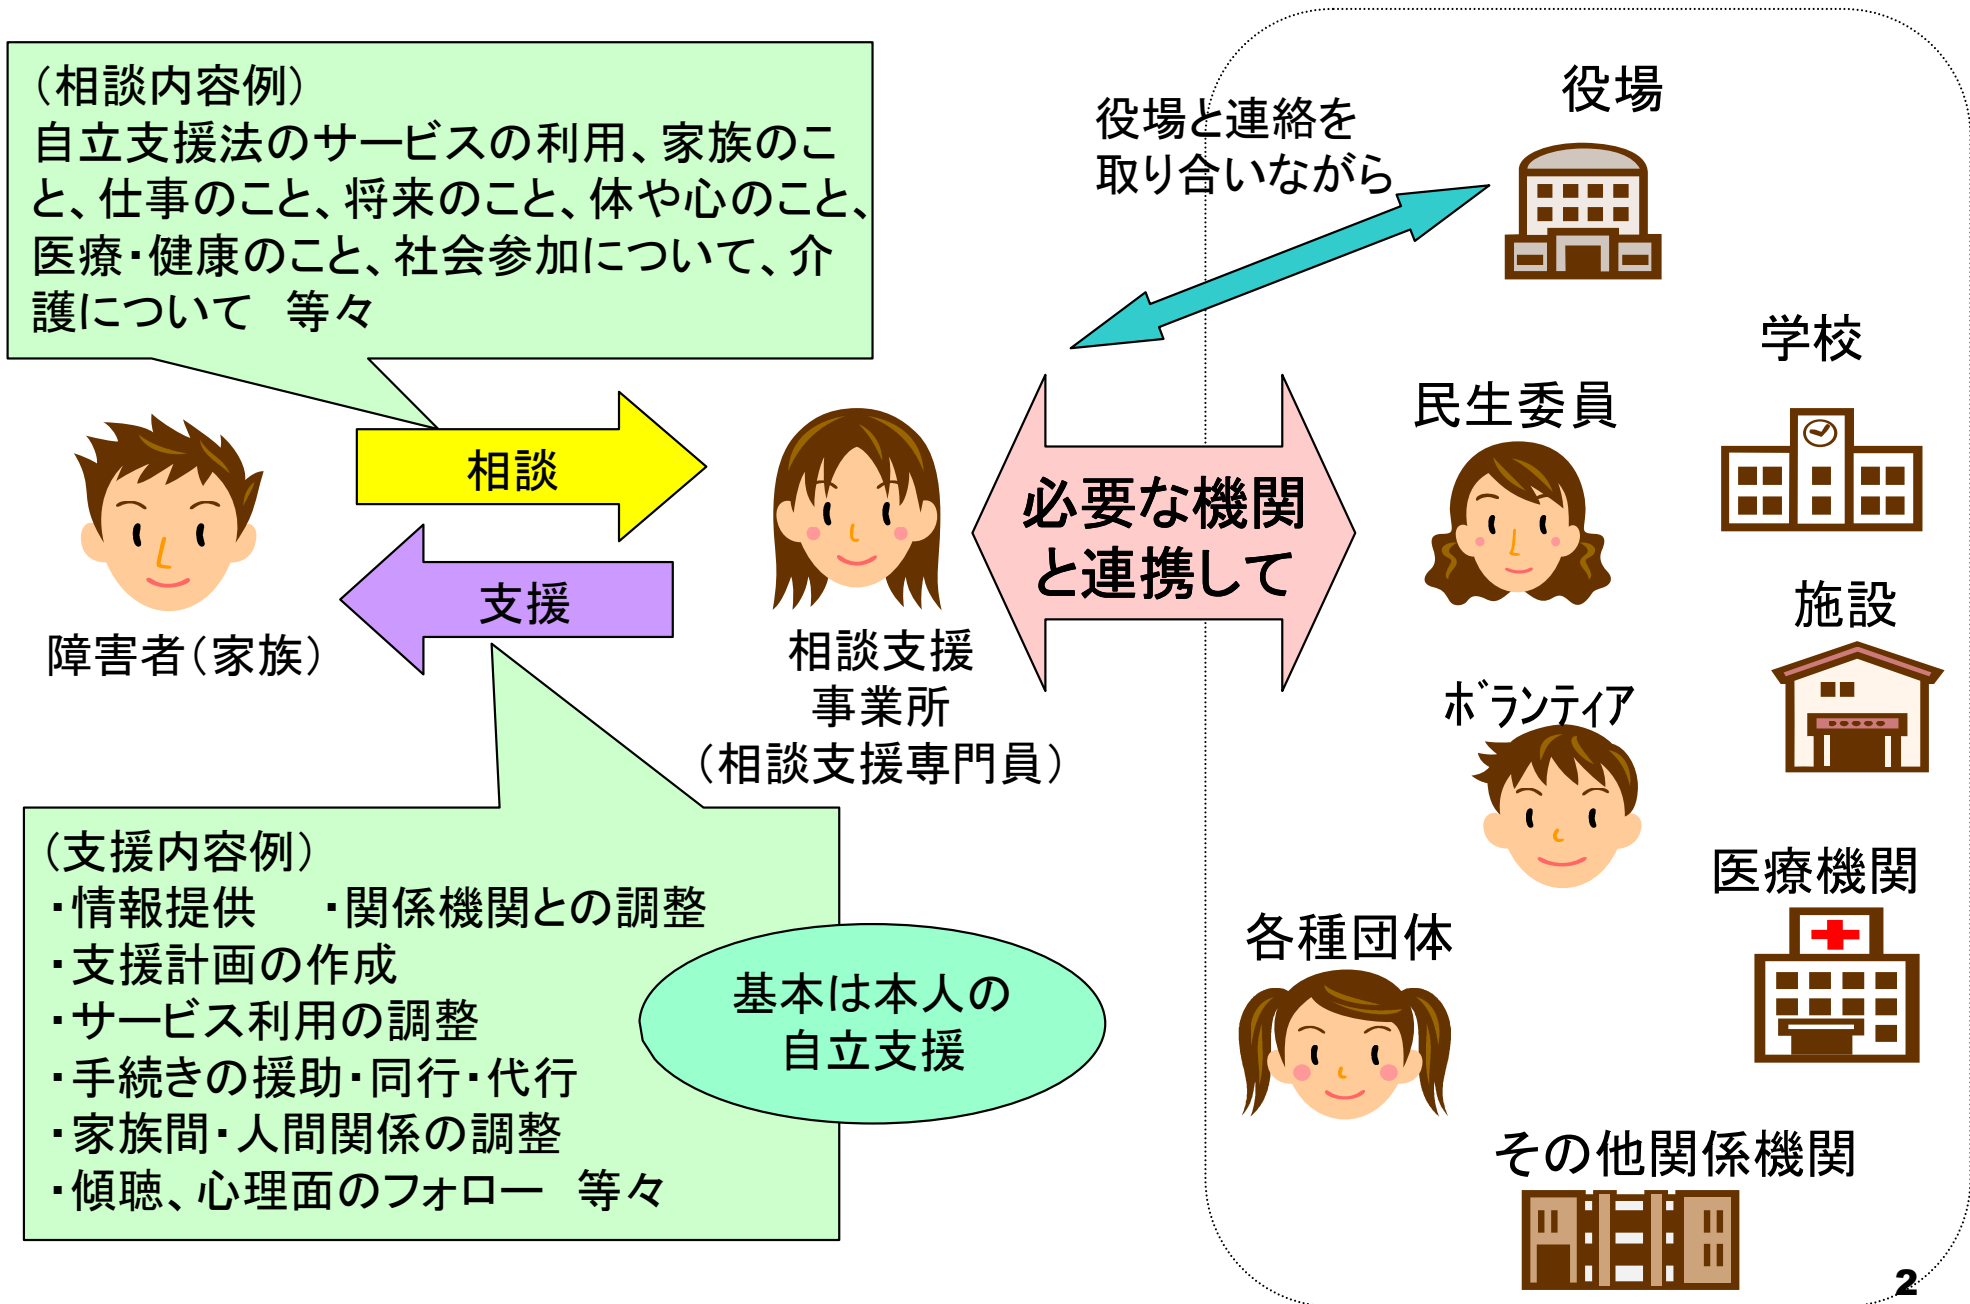 （相談内容例）
自立支援法のサービスの利用、家族のこ
と、仕事のこと、将来のこと、体や心のこと、
医療・健康のこと、社会参加について、介
護について　等々
役場と連絡を
取り合いながら
役場
学校
民生委員
相談
必要な機関
と連携して
支援
施設
障害者（家族）
相談支援
事業所
（相談支援専門員）
ﾎﾞﾗﾝﾃｨｱ
（支援内容例）
・情報提供　・関係機関との調整
・支援計画の作成
・サービス利用の調整
・手続きの援助・同行・代行
・家族間・人間関係の調整
・傾聴、心理面のフォロー　等々
基本は本人の
自立支援
医療機関
各種団体
その他関係機関
2